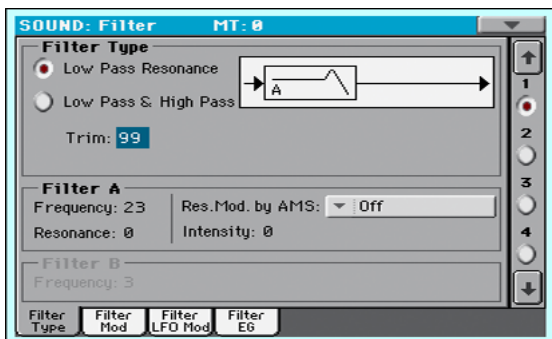 SOUND: Filter MT: 0
Filter Type
Low Pass Resonance
A
Low Pass & High Pass
Trim: 99
1
2
3
4
Filter A
Frequency: 23
Res.Mod. by AMS: Off
Resonance: 0
Intensity: 0
Filter B
Frequency: 3
Filter Type
Filter Mod
Filter LFO Mod
Filter EG